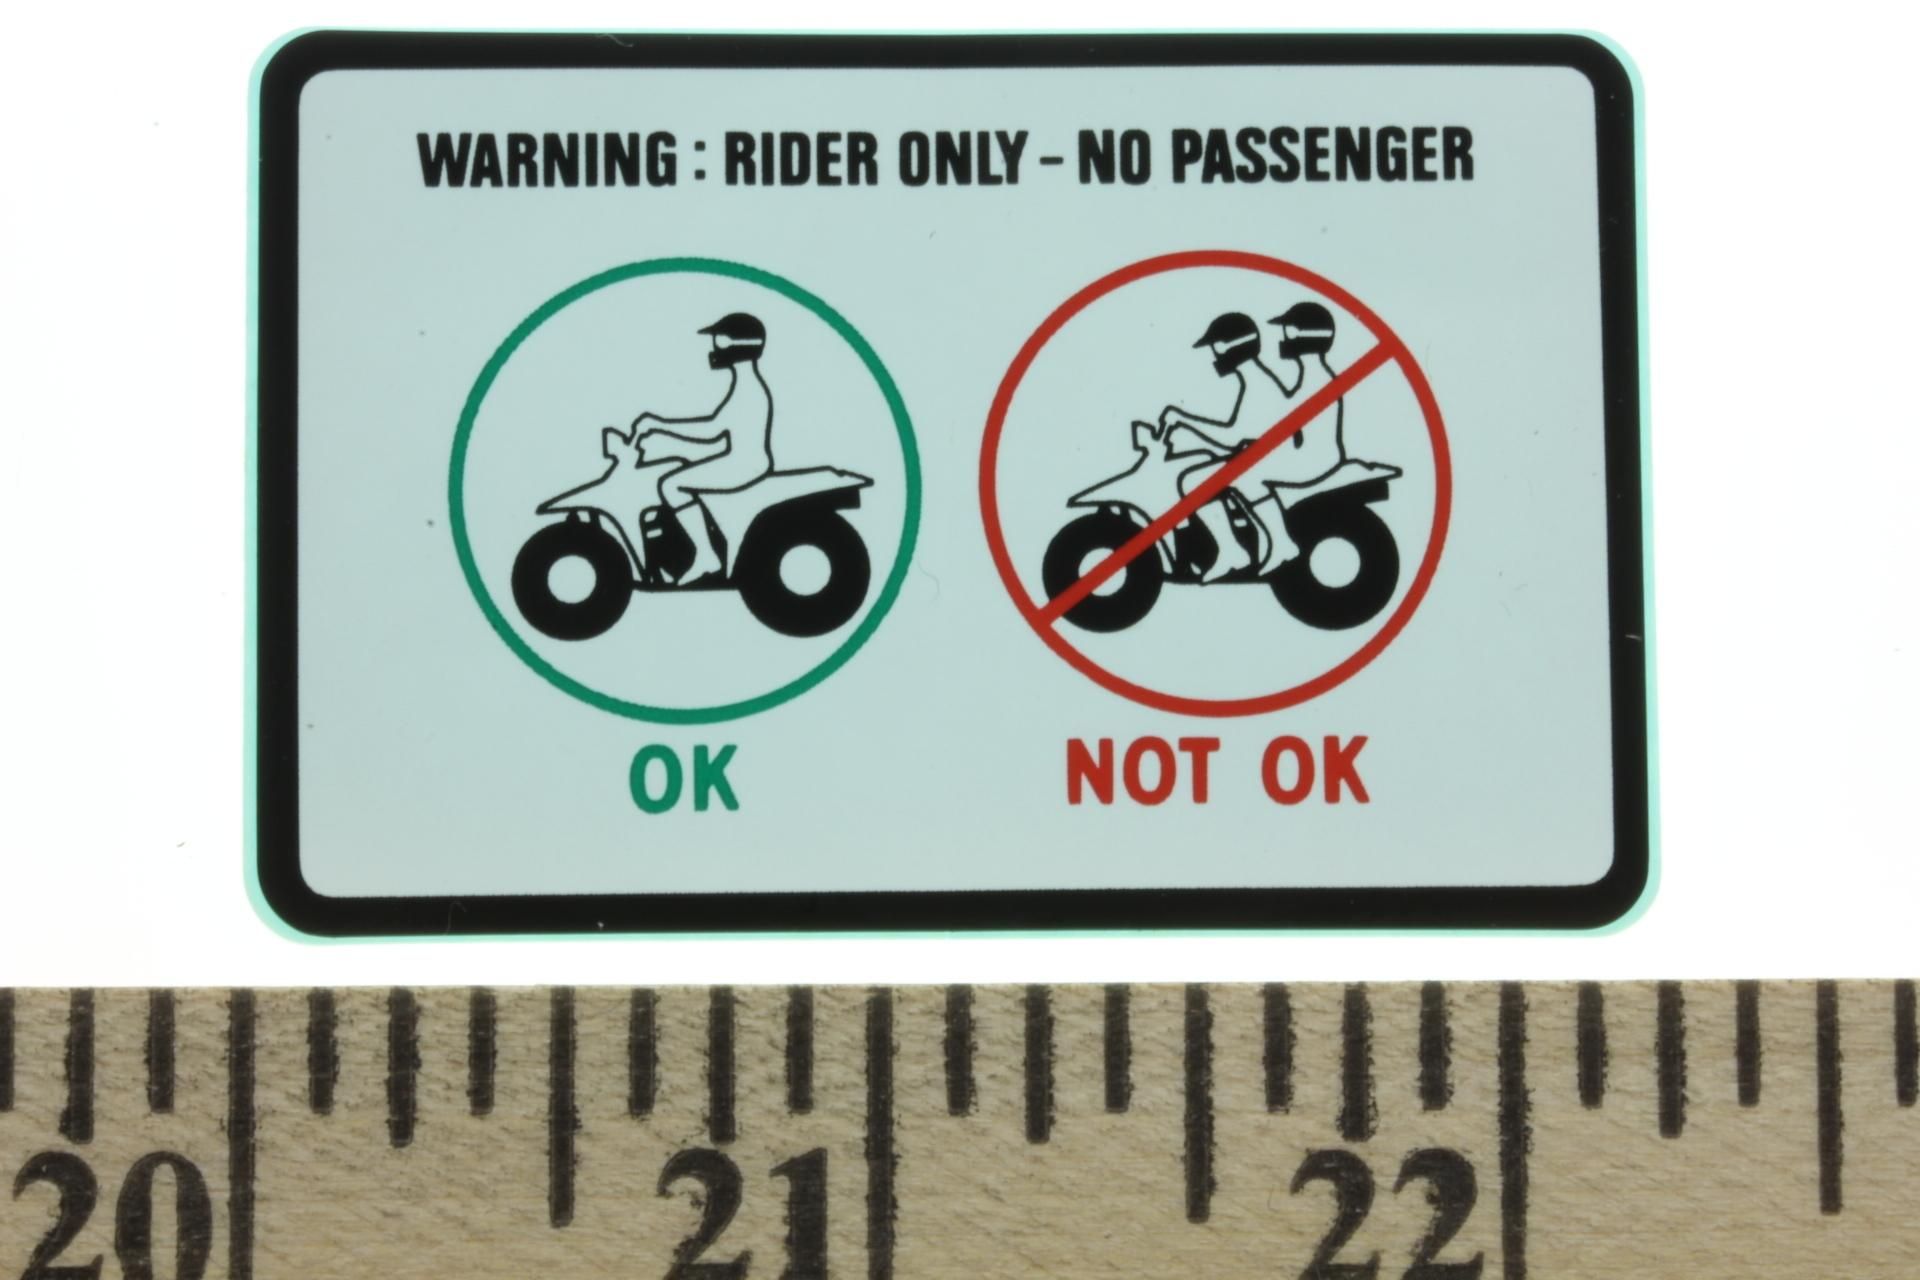 WARNING : RIDER ONLY - NO PASSENGER
OK NOT OK
20 21 22